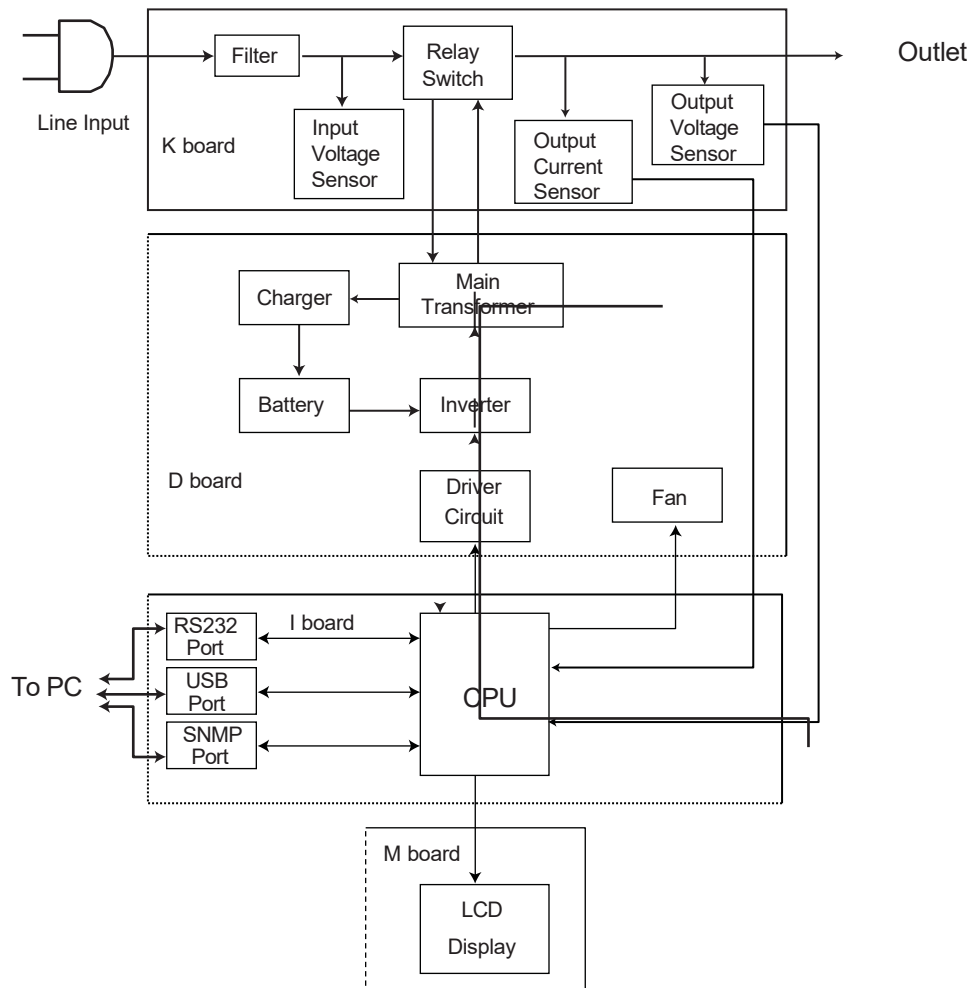 Filter
Relay
Switch
Outlet
Line Input
K board
Input
Voltage
Sensor
Output
Current
Sensor
Output
Voltage
Sensor
Main
Transformer
Charger
Battery
Inverter
D board
Driver
Circuit
Fan
I board
RS232
Port
To PC
USB
Port
CPU
SNMP
Port
M board
LCD
Display